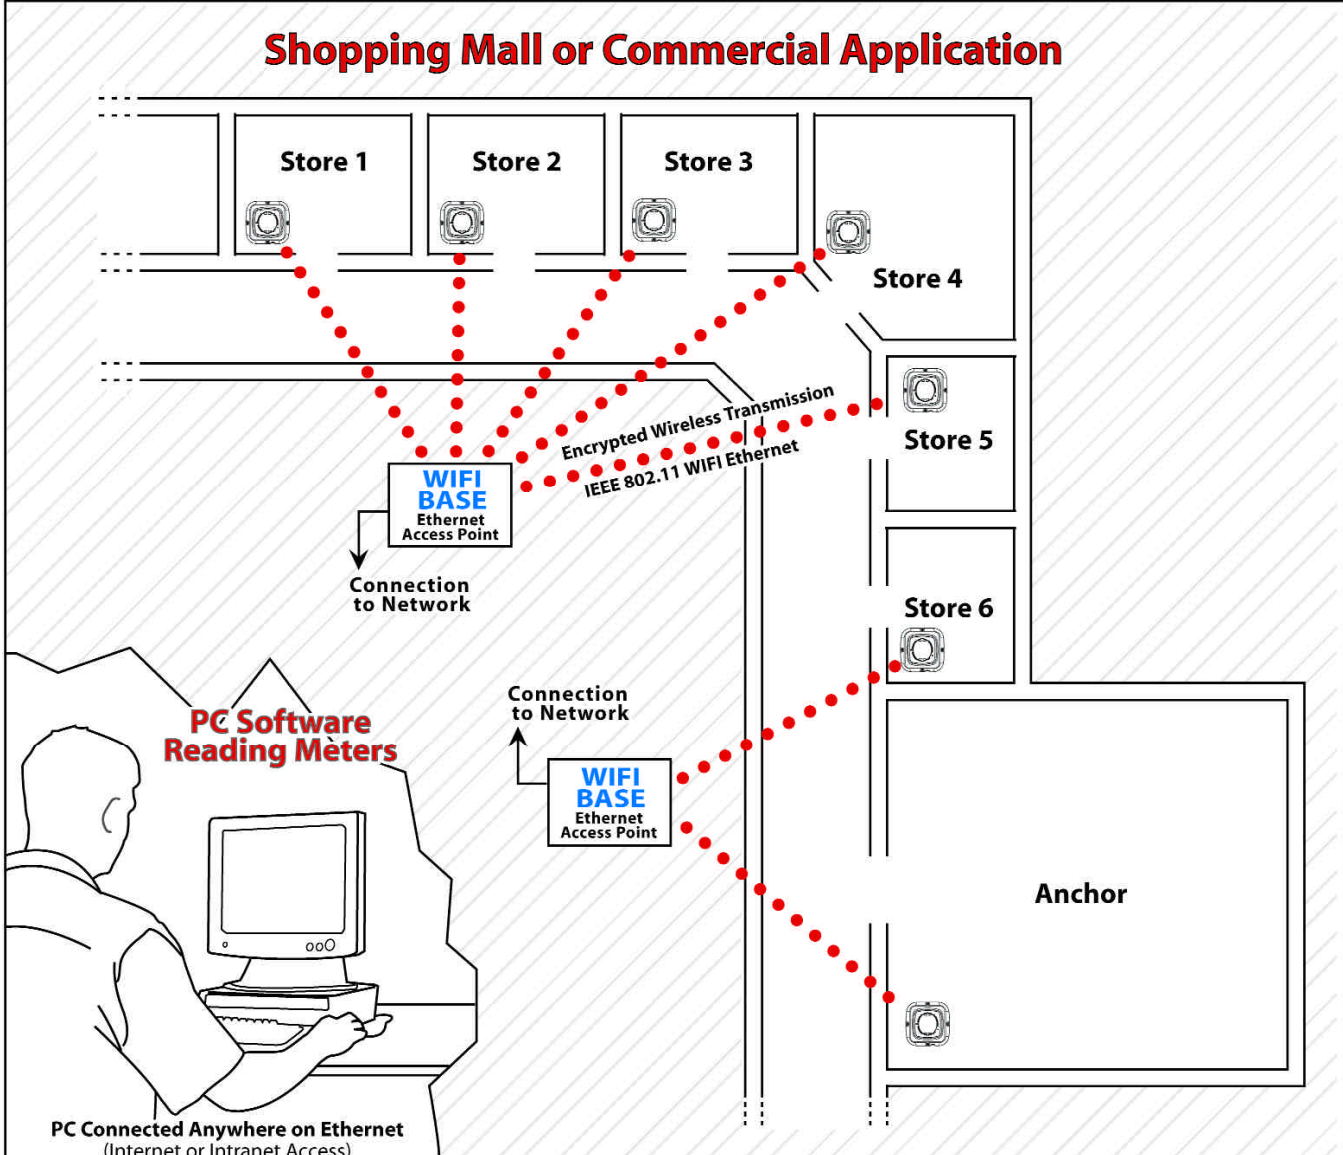 Shopping Mall or Commercial Application
Store 1
Store 2
Store 3
Store 4
Encrypted Wireless Transmission
IEEE 802.11 WIFI Ethernet
Store 5
WIFI
BASE
Ethernet
Access Point
Connection
to Network
Store 6
Connection
to Network
PC Software
Reading Meters
WIFI
BASE
Ethernet
Access Point
Anchor
PC Connected Anywhere on Ethernet
(Internet or Intranet Access)